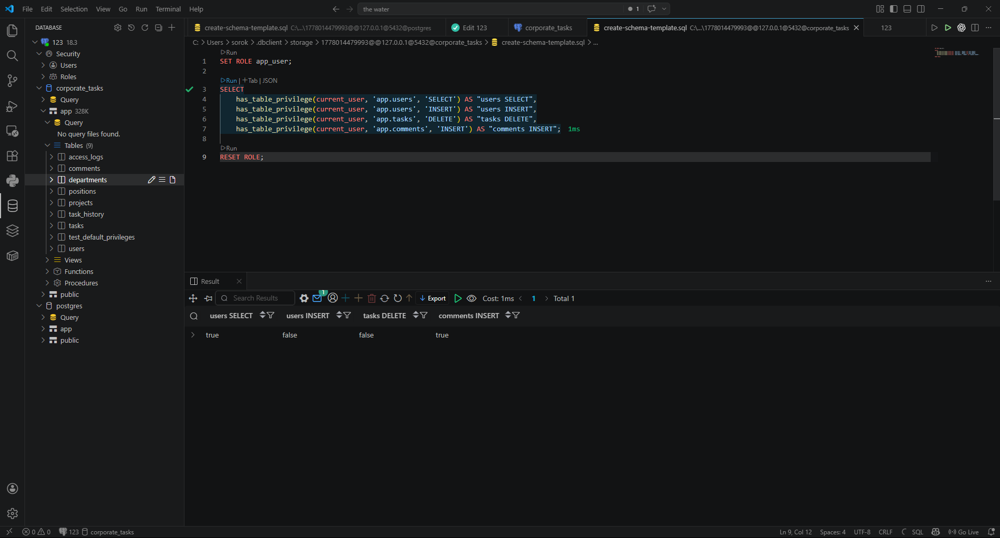 File Edit Selection View Go Run Terminal Help
the water
1
DATABASE
create-schema-template.sql C:\...\1778014479993@@127.0.0.1@5432@postgres
Edit 123
corporate_tasks
create-schema-template.sql C:\...\1778014479993@@127.0.0.1@5432@corporate_tasks
123
C: > Users > sorok > .dbclient > storage > 1778014479993@@127.0.0.1@5432@corporate_tasks > create-schema-template.sql > ...
123 18.3
Security
Users
Roles
corporate_tasks
Query
app 328K
Query
No query files found.
Tables (9)
access_logs
comments
departments
positions
projects
task_history
tasks
test_default_privileges
users
Views
Functions
Procedures
public
postgres
Query
app
public
Run
1 SET ROLE app_user;
2
Run | +Tab | JSON
3 SELECT
4 has_table_privilege(current_user, 'app.users', 'SELECT') AS "users SELECT",
5 has_table_privilege(current_user, 'app.users', 'INSERT') AS "users INSERT",
6 has_table_privilege(current_user, 'app.tasks', 'DELETE') AS "tasks DELETE",
7 has_table_privilege(current_user, 'app.comments', 'INSERT') AS "comments INSERT"; 1ms
8
Run
9 RESET ROLE;
Result
Search Results
1
Export
Cost: 1ms < 1 > Total 1
users SELECT users INSERT tasks DELETE comments INSERT
true false false true
0 0 123 corporate_tasks
Ln 9, Col 12 Spaces: 4 UTF-8 CRLF SQL Go Live